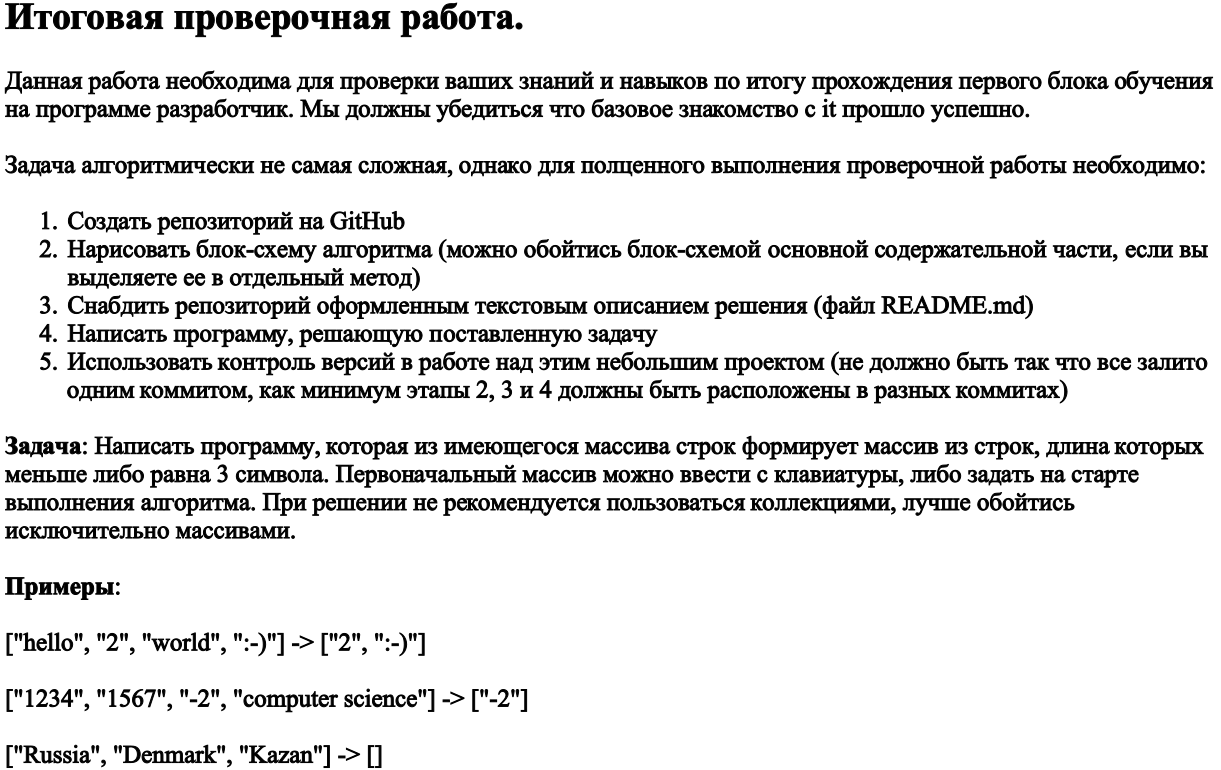 Итоговая проверочная работа.
Данная работа необходима для проверки ваших знаний и навыков по итогу прохождения первого блока обучения
на программе разработчик. Мы должны убедиться что базовое знакомство с it прошло успешно.
Задача алгоритмически не самая сложная, однако для полценного выполнения проверочной работы необходимо:
1. Создать репозиторий на GitHub
2. Нарисовать блок-схему алгоритма (можно обойтись блок-схемой основной содержательной части, если вы
выделяете ее в отдельный метод)
3. Снабдить репозиторий оформленным текстовым описанием решения (файл README.md)
4. Написать программу, решающую поставленную задачу
5. Использовать контроль версий в работе над этим небольшим проектом (не должно быть так что все залито
одним коммитом, как минимум этапы 2, 3 и 4 должны быть расположены в разных коммитах)
Задача: Написать программу, которая из имеющегося массива строк формирует массив из строк, длина которых
меньше либо равна 3 символа. Первоначальный массив можно ввести с клавиатуры, либо задать на старте
выполнения алгоритма. При решении не рекомендуется пользоваться коллекциями, лучше обойтись
исключительно массивами.
Примеры:
["hello", "2", "world", ":-)"] -> ["2", ":-)"]
["1234", "1567", "-2", "computer science"] -> ["-2"]
["Russia", "Denmark", "Kazan"] -> []